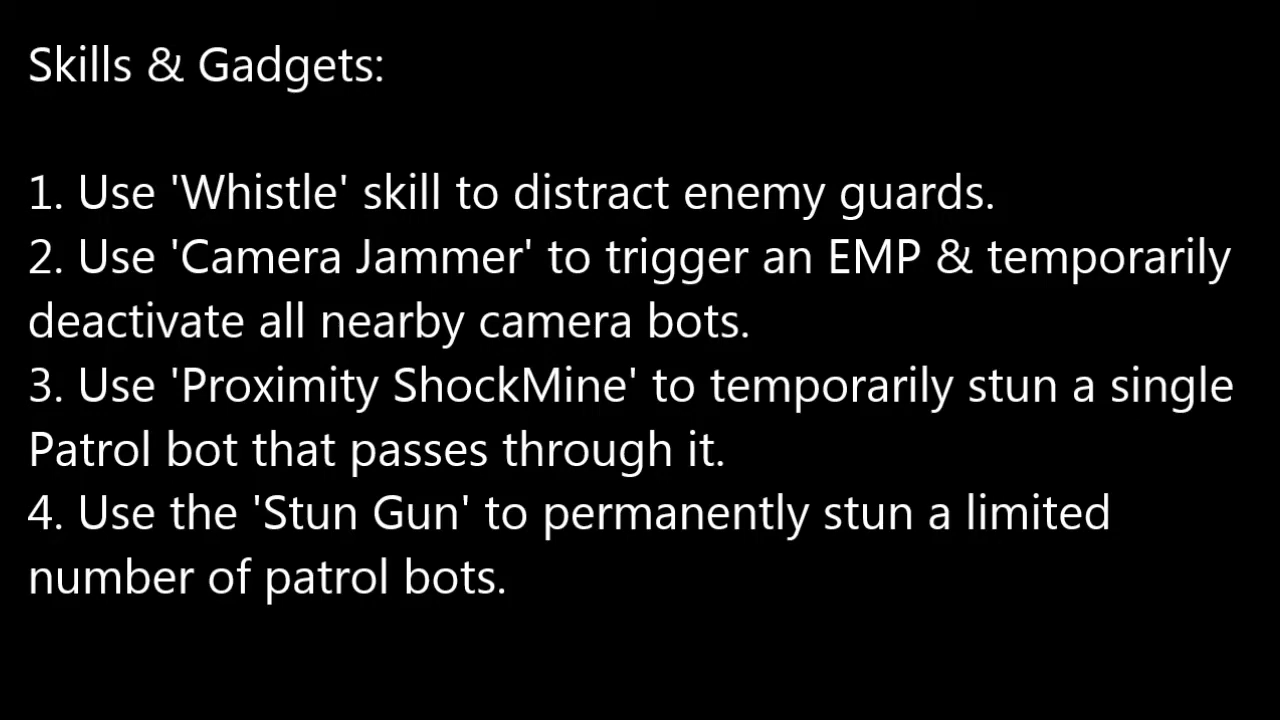 Skills & Gadgets:
1. Use 'Whistle' skill to distract enemy guards.
2. Use 'Camera Jammer' to trigger an EMP & temporarily
deactivate all nearby camera bots.
3. Use 'Proximity ShockMine' to temporarily stun a single
Patrol bot that passes through it.
4. Use the 'Stun Gun' to permanently stun a limited
number of patrol bots.